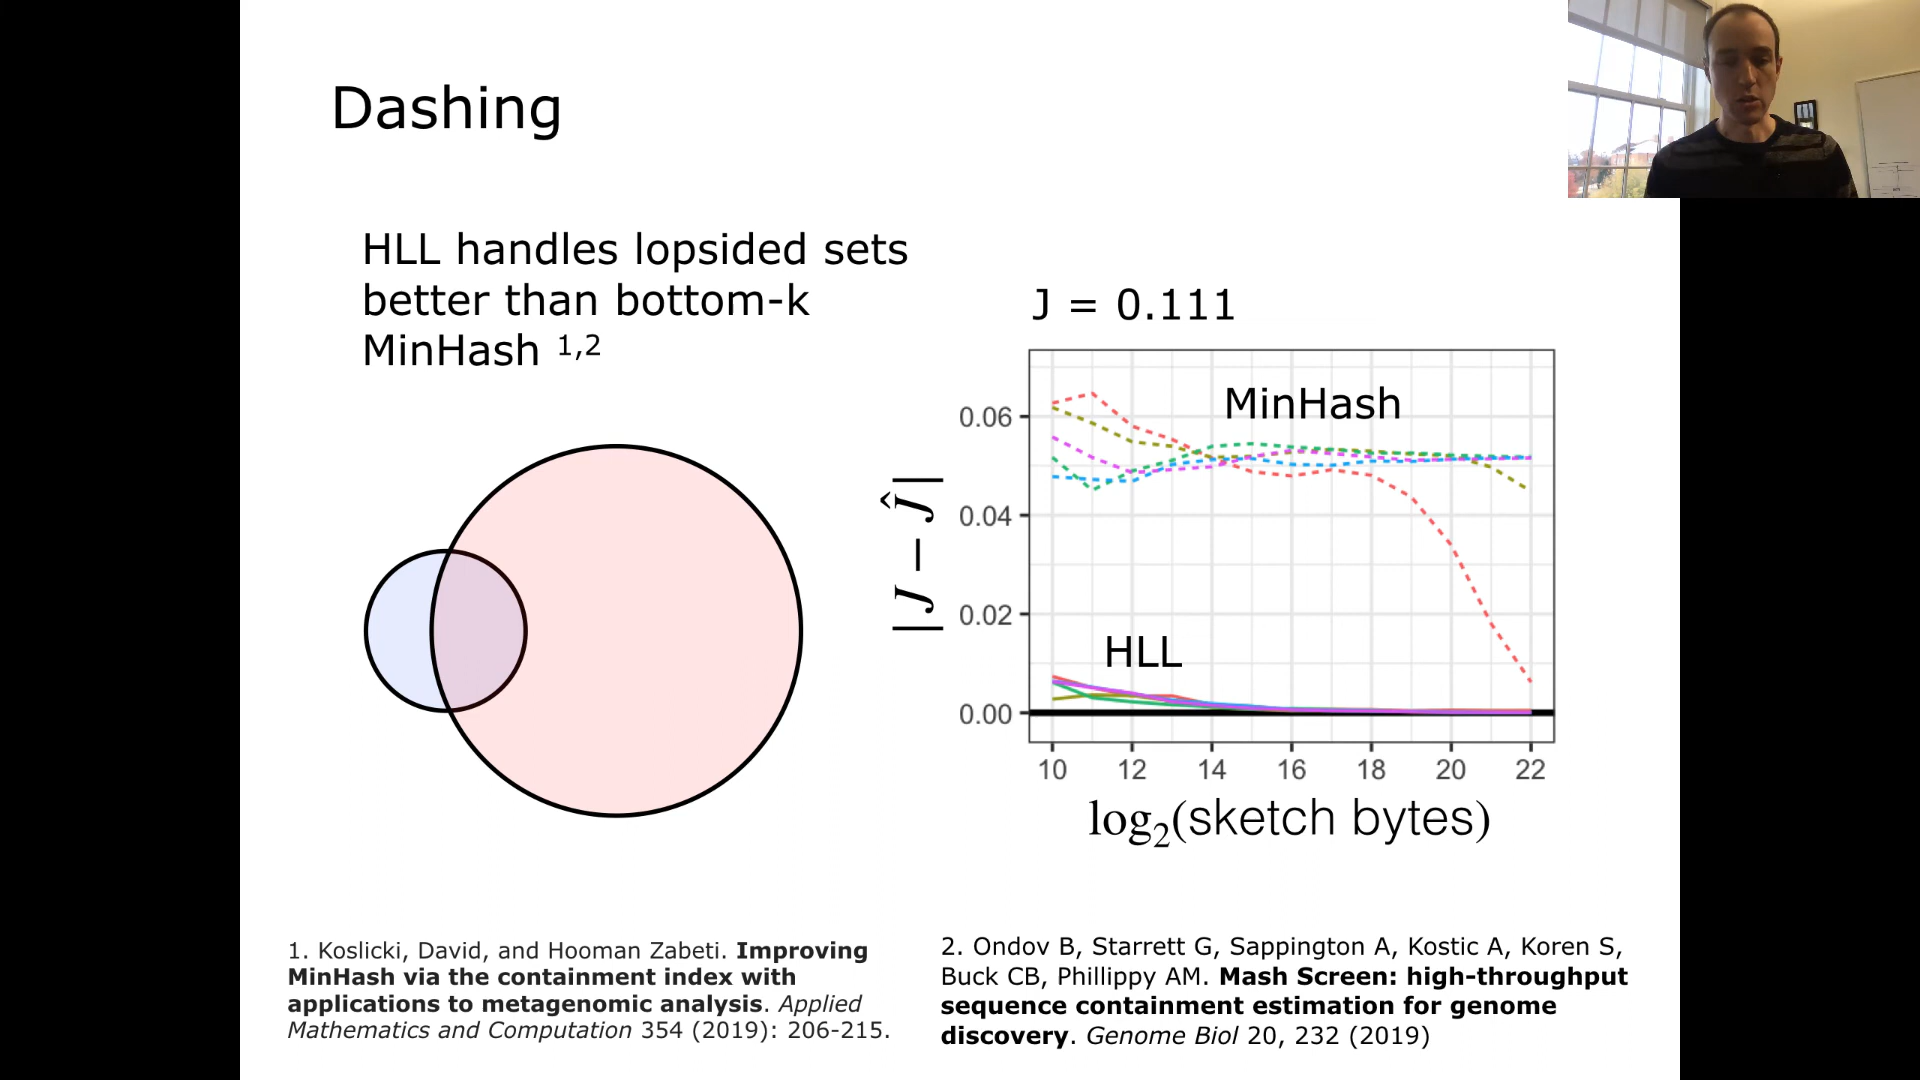 Dashing
HLL handles lopsided sets
better than bottom-k
MinHash 1,2
J = 0.111
MinHash
HLL
|J − Ĵ|
0.06
0.04
0.02
0.00
10 12 14 16 18 20 22
log2(sketch bytes)
1. Koslicki, David, and Hooman Zabeti. Improving
MinHash via the containment index with
applications to metagenomic analysis. Applied
Mathematics and Computation 354 (2019): 206-215.
2. Ondov B, Starrett G, Sappington A, Kostic A, Koren S,
Buck CB, Phillippy AM. Mash Screen: high-throughput
sequence containment estimation for genome
discovery. Genome Biol 20, 232 (2019)